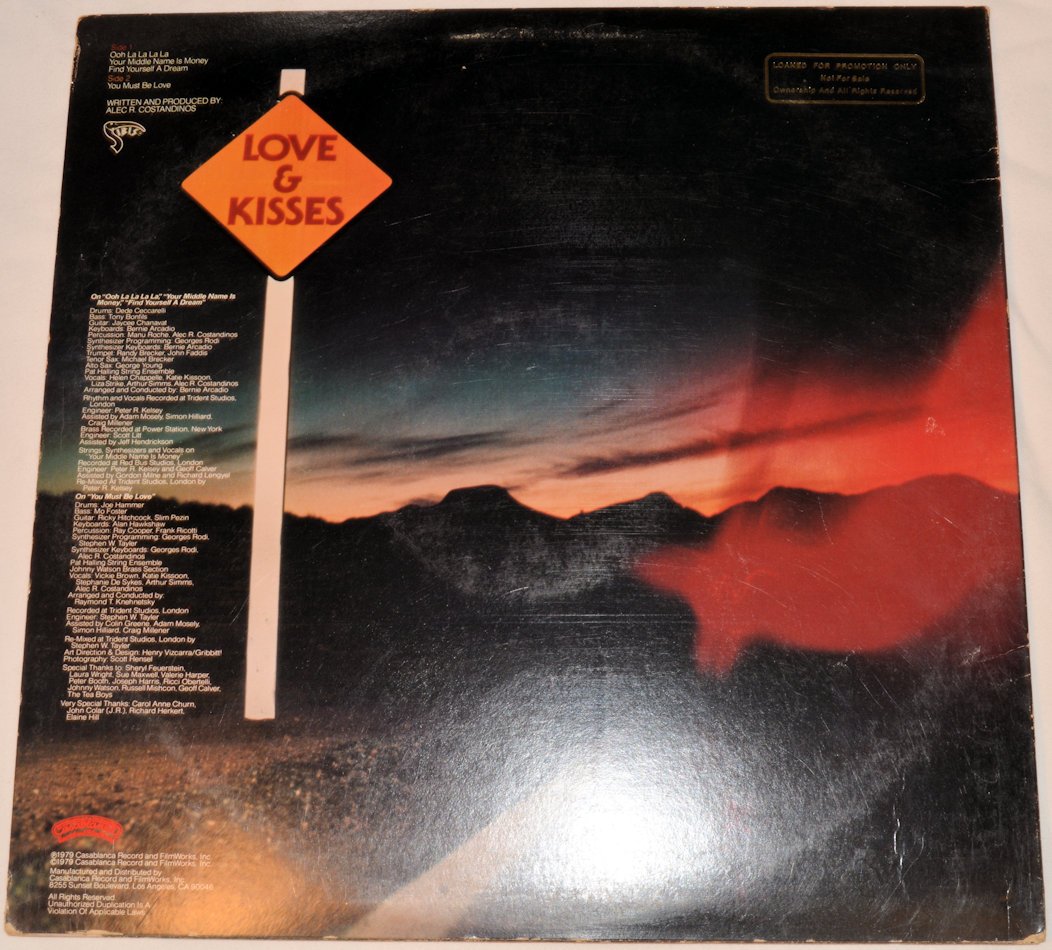 Side 1
Ooh La La La La
Your Middle Name Is Money
Find Yourself A Dream
Side 2
You Must Be Love
WRITTEN AND PRODUCED BY:
ALEC R. COSTANDINOS
LOANED FOR PROMOTION ONLY
Not For Sale
Ownership And All Rights Reserved
LOVE
&
KISSES
On "Ooh La La La La," "Your Middle Name Is
Money," "Find Yourself A Dream"
Drums: Dede Ceccarelli
Bass: Tony Bonfils
Guitar: Jaycee Chanavat
Keyboards: Bernie Arcadio
Percussion: Manu Roche, Alec R. Costandinos
Synthesizer Programming: Georges Rodi
Synthesizer Keyboards: Bernie Arcadio
Trumpet: Randy Brecker, John Faddis
Tenor Sax: Michael Brecker
Alto Sax: George Young
Pat Halling String Ensemble
Vocals: Helen Chappelle, Katie Kissoon,
Liza Strike, Arthur Simms, Alec R. Costandinos
Arranged and Conducted by: Bernie Arcadio
Rhythm and Vocals Recorded at Trident Studios,
London
Engineer: Peter R. Kelsey
Assisted by Adam Mosely, Simon Hilliard,
Craig Millener
Brass Recorded at Power Station, New York
Engineer: Scott Litt
Assisted by Jeff Hendrickson
Strings, Synthesizers and Vocals on
"Your Middle Name Is Money"
Recorded at Red Bus Studios, London
Engineer: Peter R. Kelsey and Geoff Calver
Assisted by Gordon Milne and Richard Lengyel
Re-Mixed At Trident Studios, London by
Peter R. Kelsey
On "You Must Be Love"
Drums: Joe Hammer
Bass: Mo Foster
Guitar: Ricky Hitchcock, Slim Pezin
Keyboards: Alan Hawkshaw
Percussion: Ray Cooper, Frank Ricotti
Synthesizer Programming: Georges Rodi,
Stephen W. Tayler
Synthesizer Keyboards: Georges Rodi,
Alec R. Costandinos
Pat Halling String Ensemble
Johnny Watson Brass Section
Vocals: Vickie Brown, Katie Kissoon,
Stephanie De Sykes, Arthur Simms,
Alec R. Costandinos
Arranged and Conducted by:
Raymond T. Knehnetsky
Recorded at Trident Studios, London
Engineer: Stephen W. Tayler
Assisted by Colin Greene, Adam Mosely,
Simon Hilliard, Craig Millener
Re-Mixed at Trident Studios, London by
Stephen W. Tayler
Art Direction & Design: Henry Vizcarra/Gribbitt!
Photography: Scott Hensel
Special Thanks to: Sheryl Feuerstein,
Laura Wright, Sue Maxwell, Valerie Harper,
Peter Booth, Joseph Harris, Ricci Obertelli,
Johnny Watson, Russell Mishcon, Geoff Calver,
The Tea Boys
Very Special Thanks: Carol Anne Churn,
John Colar (J.R.), Richard Herkert,
Elaine Hill
Casablanca
℗1979 Casablanca Record and FilmWorks, Inc.
©1979 Casablanca Record and FilmWorks, Inc.
Manufactured and Distributed by
Casablanca Record and FilmWorks, Inc.
8255 Sunset Boulevard, Los Angeles, CA 90046
All Rights Reserved
Unauthorized Duplication Is A
Violation Of Applicable Laws